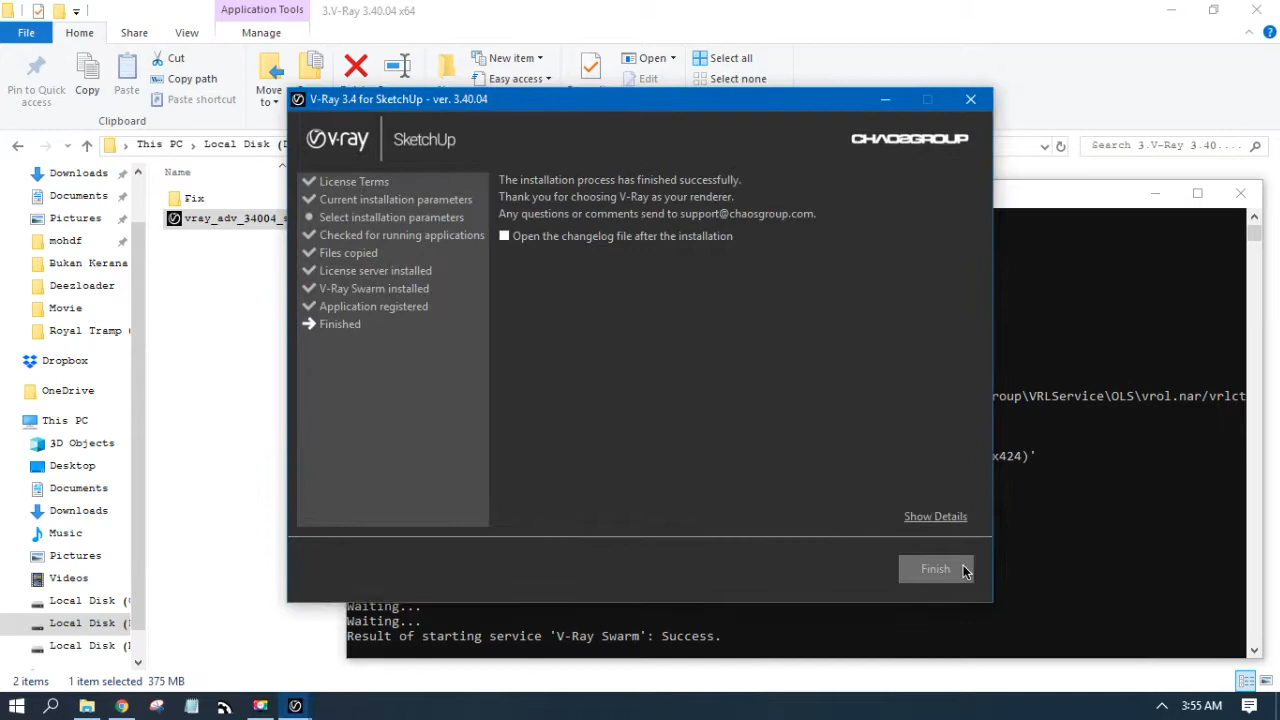 Application Tools
3.V-Ray 3.40.04 x64
File
Home
Share
View
Manage
Pin to Quick access
Copy
Paste
Cut
Copy path
Paste shortcut
Clipboard
Move to
New item
Easy access
Open
Edit
Select all
Select none
This PC
Search 3.V-Ray 3.40....
Local Disk (
Name
Fix
vray_adv_34004_s
Downloads
Documents
Pictures
mohdf
Bukan Kerana
Deezloader
Movie
Royal Tramp
Dropbox
OneDrive
This PC
3D Objects
Desktop
Documents
Downloads
Music
Pictures
Videos
Local Disk (
Local Disk (
Local Disk (
V-Ray 3.4 for SketchUp - ver. 3.40.04
v·ray
SketchUp
CHAOSGROUP
License Terms
Current installation parameters
Select installation parameters
Checked for running applications
Files copied
License server installed
V-Ray Swarm installed
Application registered
Finished
The installation process has finished successfully.
Thank you for choosing V-Ray as your renderer.
Any questions or comments send to support@chaosgroup.com.
Open the changelog file after the installation
Show Details
Finish
roup\VRLService\OLS\vrol.nar/vrlct
x424)'
Waiting...
Waiting...
Result of starting service 'V-Ray Swarm': Success.
2 items
1 item selected 375 MB
3:55 AM